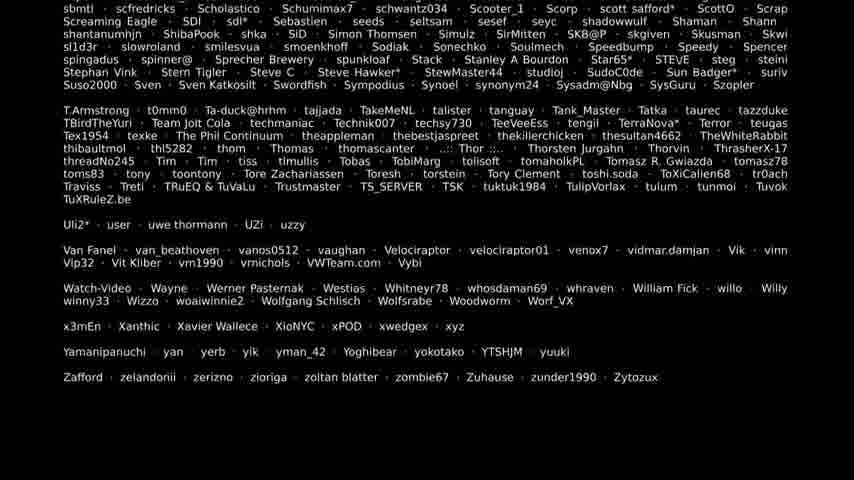 sbmtl · scfredricks · Scholastico · Schumimax7 · schwantz034 · Scooter_1 · Scorp · scott safford* · ScottO · Scrap
Screaming Eagle · SDI · sdl* · Sebastien · seeds · seltsam · sesef · seyc · shadowwulf · Shaman · Shann
shantanumhjn · ShibaPook · shka · SiD · Simon Thomsen · Simulz · SirMitten · SK8@P · skgiven · Skusman · Skwi
sl1d3r · slowroland · smilesvua · smoenkhoff · Sodiak · Sonechko · Soulmech · Speedbump · Speedy · Spencer
spingadus · spinner@ · Sprecher Brewery · spunkloaf · Stack · Stanley A Bourdon · Star65* · STEVE · steg · steini
Stephan Vink · Stern Tigler · Steve C · Steve Hawker* · StewMaster44 · studioj · SudoC0de · Sun Badger* · suriv
Suso2000 · Sven · Sven Katkosilt · Swordfish · Sympodius · Synoel · synonym24 · Sysadm@Nbg · SysGuru · Szopler
T.Armstrong · t0mm0 · Ta-duck@hrhm · tajjada · TakeMeNL · talister · tanguay · Tank_Master · Tatka · taurec · tazzduke
TBirdTheYuri · Team Jolt Cola · techmaniac · Technik007 · techsy730 · TeeVeeEss · tengii · TerraNova* · Terror · teugas
Tex1954 · texke · The Phil Continuum · theappleman · thebestjaspreet · thekillerchicken · thesultan4662 · TheWhiteRabbit
thibaultmol · thl5282 · thom · Thomas · thomascanter · ..:: Thor ::.. · Thorsten Jurgahn · Thorvin · ThrasherX-17
threadNo245 · Tim · Tim · tiss · tlmullis · Tobas · TobiMarg · tolisoft · tomaholkPL · Tomasz R. Gwiazda · tomasz78
toms83 · tony · toontony · Tore Zachariassen · Toresh · torstein · Tory Clement · toshi.soda · ToXiCalien68 · tr0ach
Traviss · Treti · TRuEQ & TuVaLu · Trustmaster · TS_SERVER · TSK · tuktuk1984 · TulipVorlax · tulum · tunmoi · Tuvok
TuXRuleZ.be
Uli2* · user · uwe thormann · UZi · uzzy
Van Fanel · van_beathoven · vanos0512 · vaughan · Velociraptor · velociraptor01 · venox7 · vidmar.damjan · Vik · vinn
Vip32 · Vit Kliber · vm1990 · vrnichols · VWTeam.com · Vybi
Watch-Video · Wayne · Werner Pasternak · Westias · Whitneyr78 · whosdaman69 · whraven · William Fick · willo · Willy
winny33 · Wizzo · woaiwinnie2 · Wolfgang Schlisch · Wolfsrabe · Woodworm · Worf_VX
x3mEn · Xanthic · Xavier Wallece · XioNYC · xPOD · xwedgex · xyz
Yamanipanuchi · yan · yerb · yik · yman_42 · Yoghibear · yokotako · YTSHJM · yuuki
Zafford · zelandonii · zerizno · zioriga · zoltan blatter · zombie67 · Zuhause · zunder1990 · Zytozux